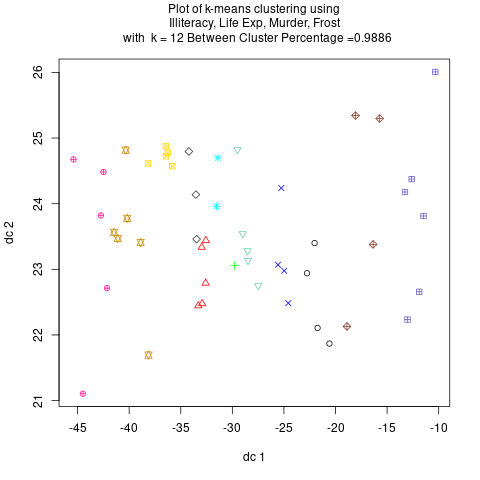 Plot of k-means clustering using
Illiteracy, Life Exp, Murder, Frost
with k = 12 Between Cluster Percentage =0.9886
26
25
24
23
22
21
dc 2
-45 -40 -35 -30 -25 -20 -15 -10
dc 1